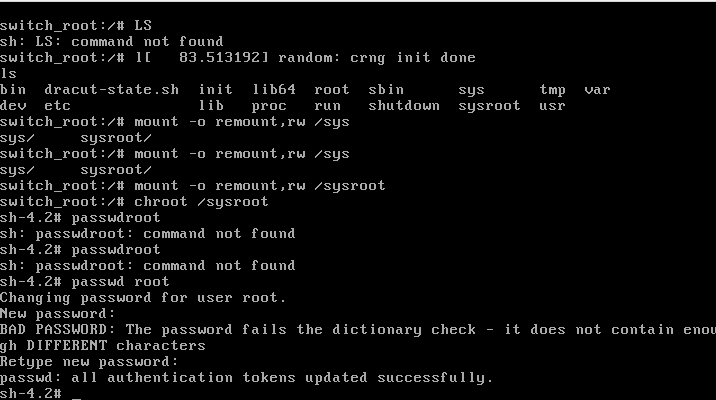 switch_root:/# LS
sh: LS: command not found
switch_root:/# l[   83.513192] random: crng init done
ls
bin  dracut-state.sh  init  lib64  root  sbin      sys      tmp  var
dev  etc              lib   proc   run   shutdown  sysroot  usr
switch_root:/# mount -o remount,rw /sys
sys/     sysroot/
switch_root:/# mount -o remount,rw /sys
sys/     sysroot/
switch_root:/# mount -o remount,rw /sysroot
switch_root:/# chroot /sysroot
sh-4.2# passwdroot
sh: passwdroot: command not found
sh-4.2# passwdroot
sh: passwdroot: command not found
sh-4.2# passwd root
Changing password for user root.
New password:
BAD PASSWORD: The password fails the dictionary check - it does not contain enou
gh DIFFERENT characters
Retype new password:
passwd: all authentication tokens updated successfully.
sh-4.2# _